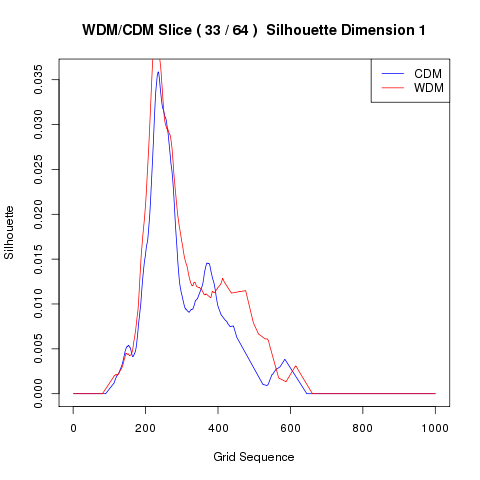 WDM/CDM Slice ( 33 / 64 )  Silhouette Dimension 1
CDM
WDM
Silhouette
0.035
0.030
0.025
0.020
0.015
0.010
0.005
0.000
0 200 400 600 800 1000
Grid Sequence